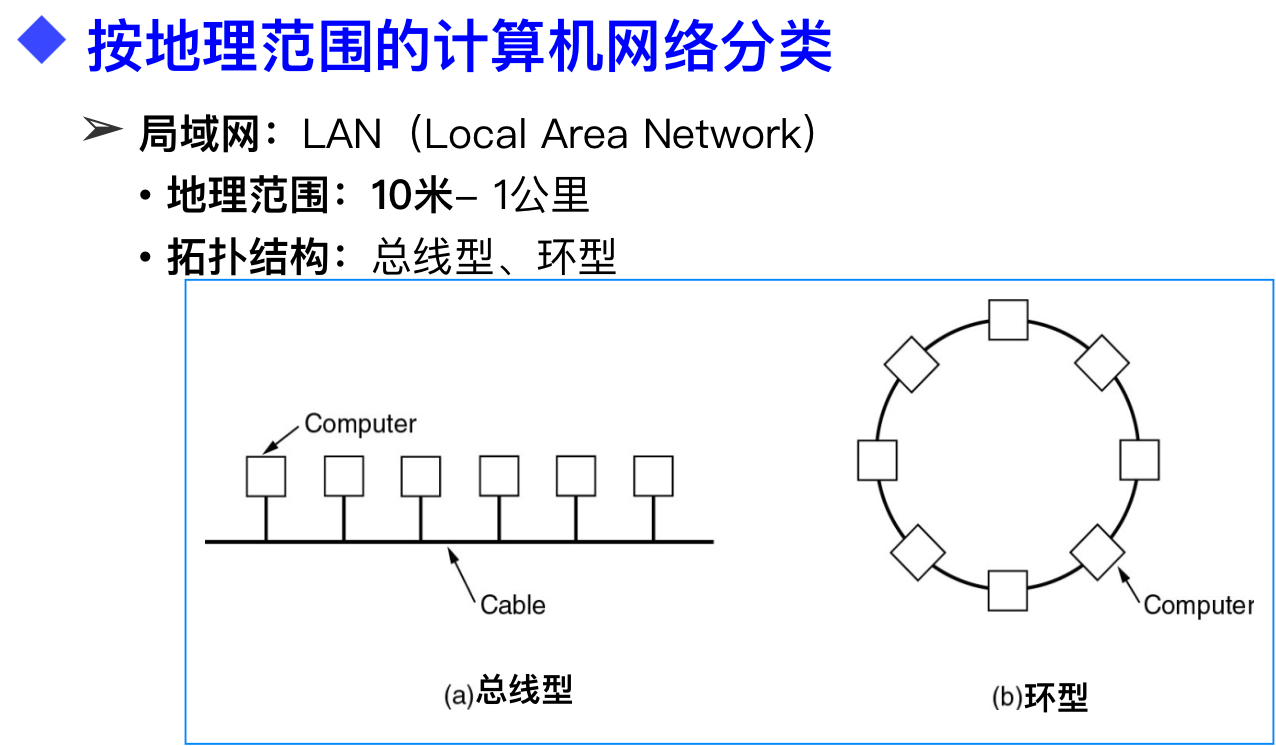 按地理范围的计算机网络分类
局域网：LAN（Local Area Network）
• 地理范围：10米– 1公里
• 拓扑结构：总线型、环型
Computer
Cable
(a)总线型
Computer
(b)环型